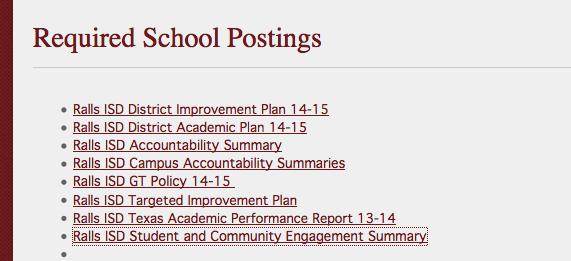 Required School Postings
Ralls ISD District Improvement Plan 14-15
Ralls ISD District Academic Plan 14-15
Ralls ISD Accountability Summary
Ralls ISD Campus Accountability Summaries
Ralls ISD GT Policy 14-15
Ralls ISD Targeted Improvement Plan
Ralls ISD Texas Academic Performance Report 13-14
Ralls ISD Student and Community Engagement Summary